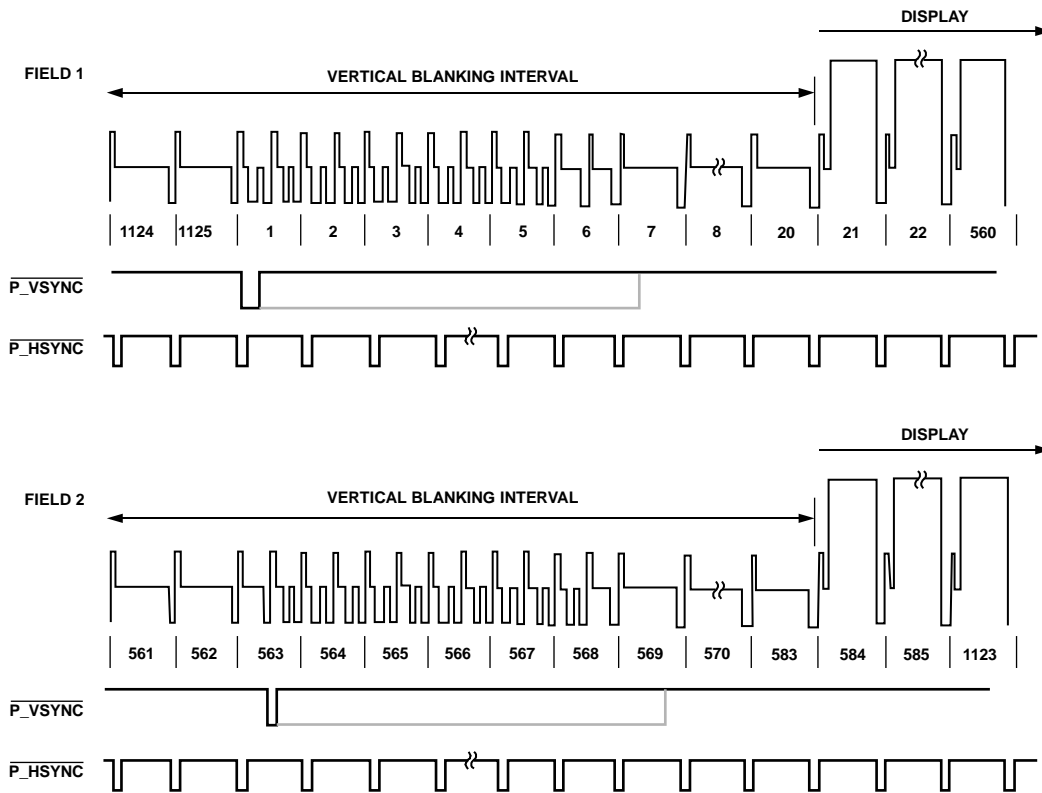 DISPLAY
FIELD 1
VERTICAL BLANKING INTERVAL
1124 1125 1 2 3 4 5 6 7 8 20 21 22 560
P_VSYNC
P_HSYNC
DISPLAY
FIELD 2
VERTICAL BLANKING INTERVAL
561 562 563 564 565 566 567 568 569 570 583 584 585 1123
P_VSYNC
P_HSYNC